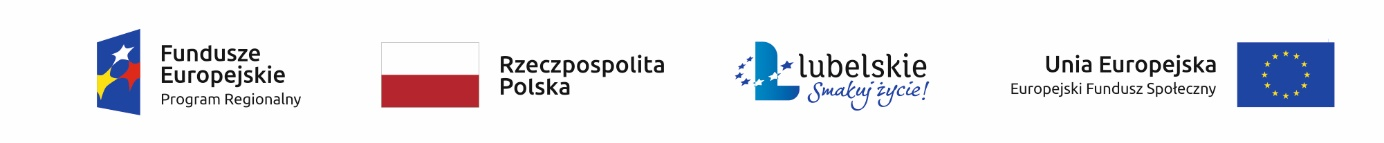 Fundusze
Europejskie
Program Regionalny
Rzeczpospolita
Polska
lubelskie
Smakuj życie!
Unia Europejska
Europejski Fundusz Społeczny